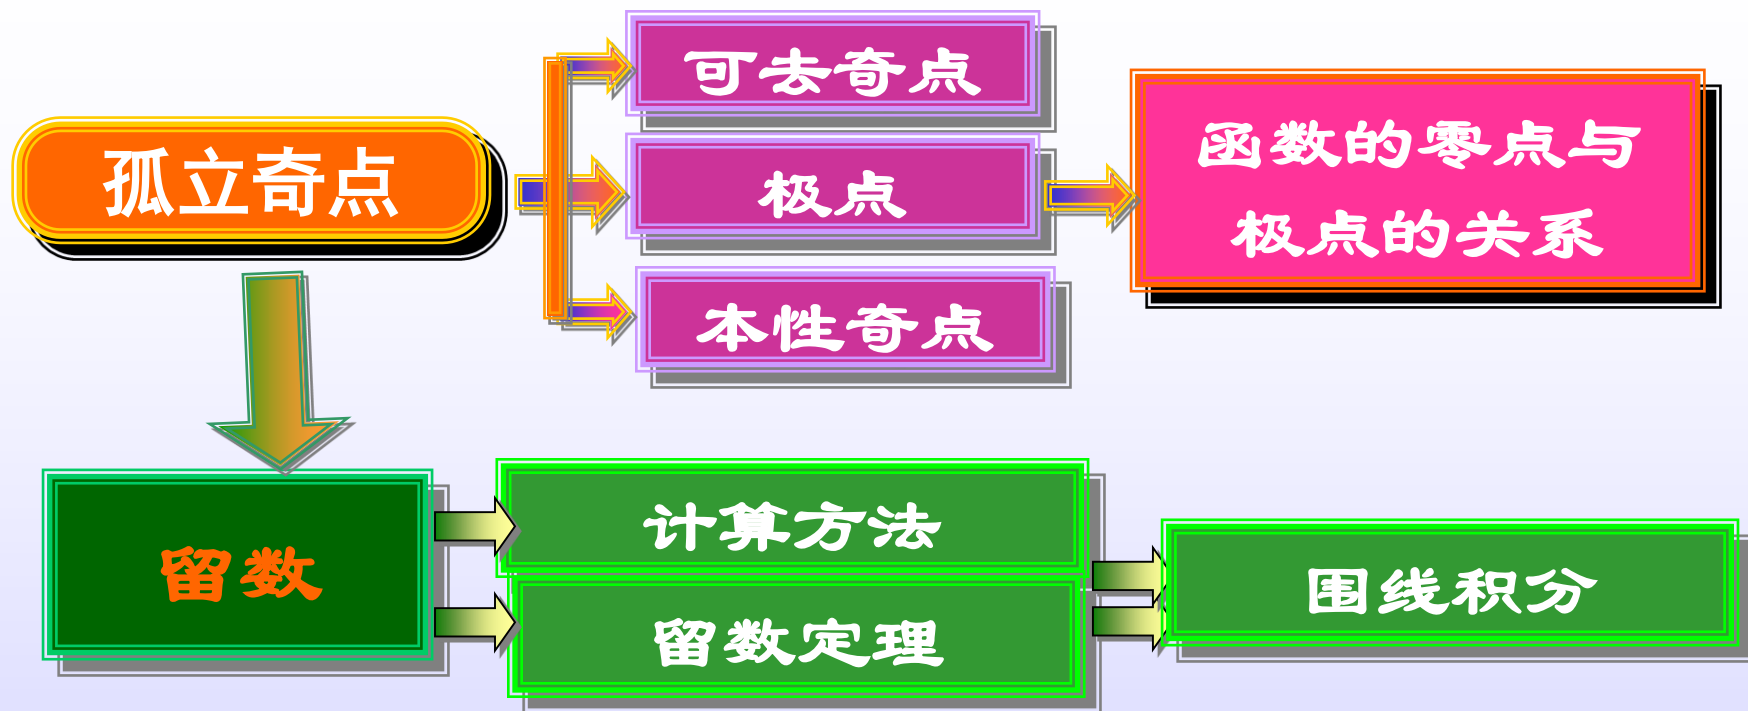 孤立奇点
可去奇点
极点
本性奇点
函数的零点与
极点的关系
留数
计算方法
留数定理
围线积分